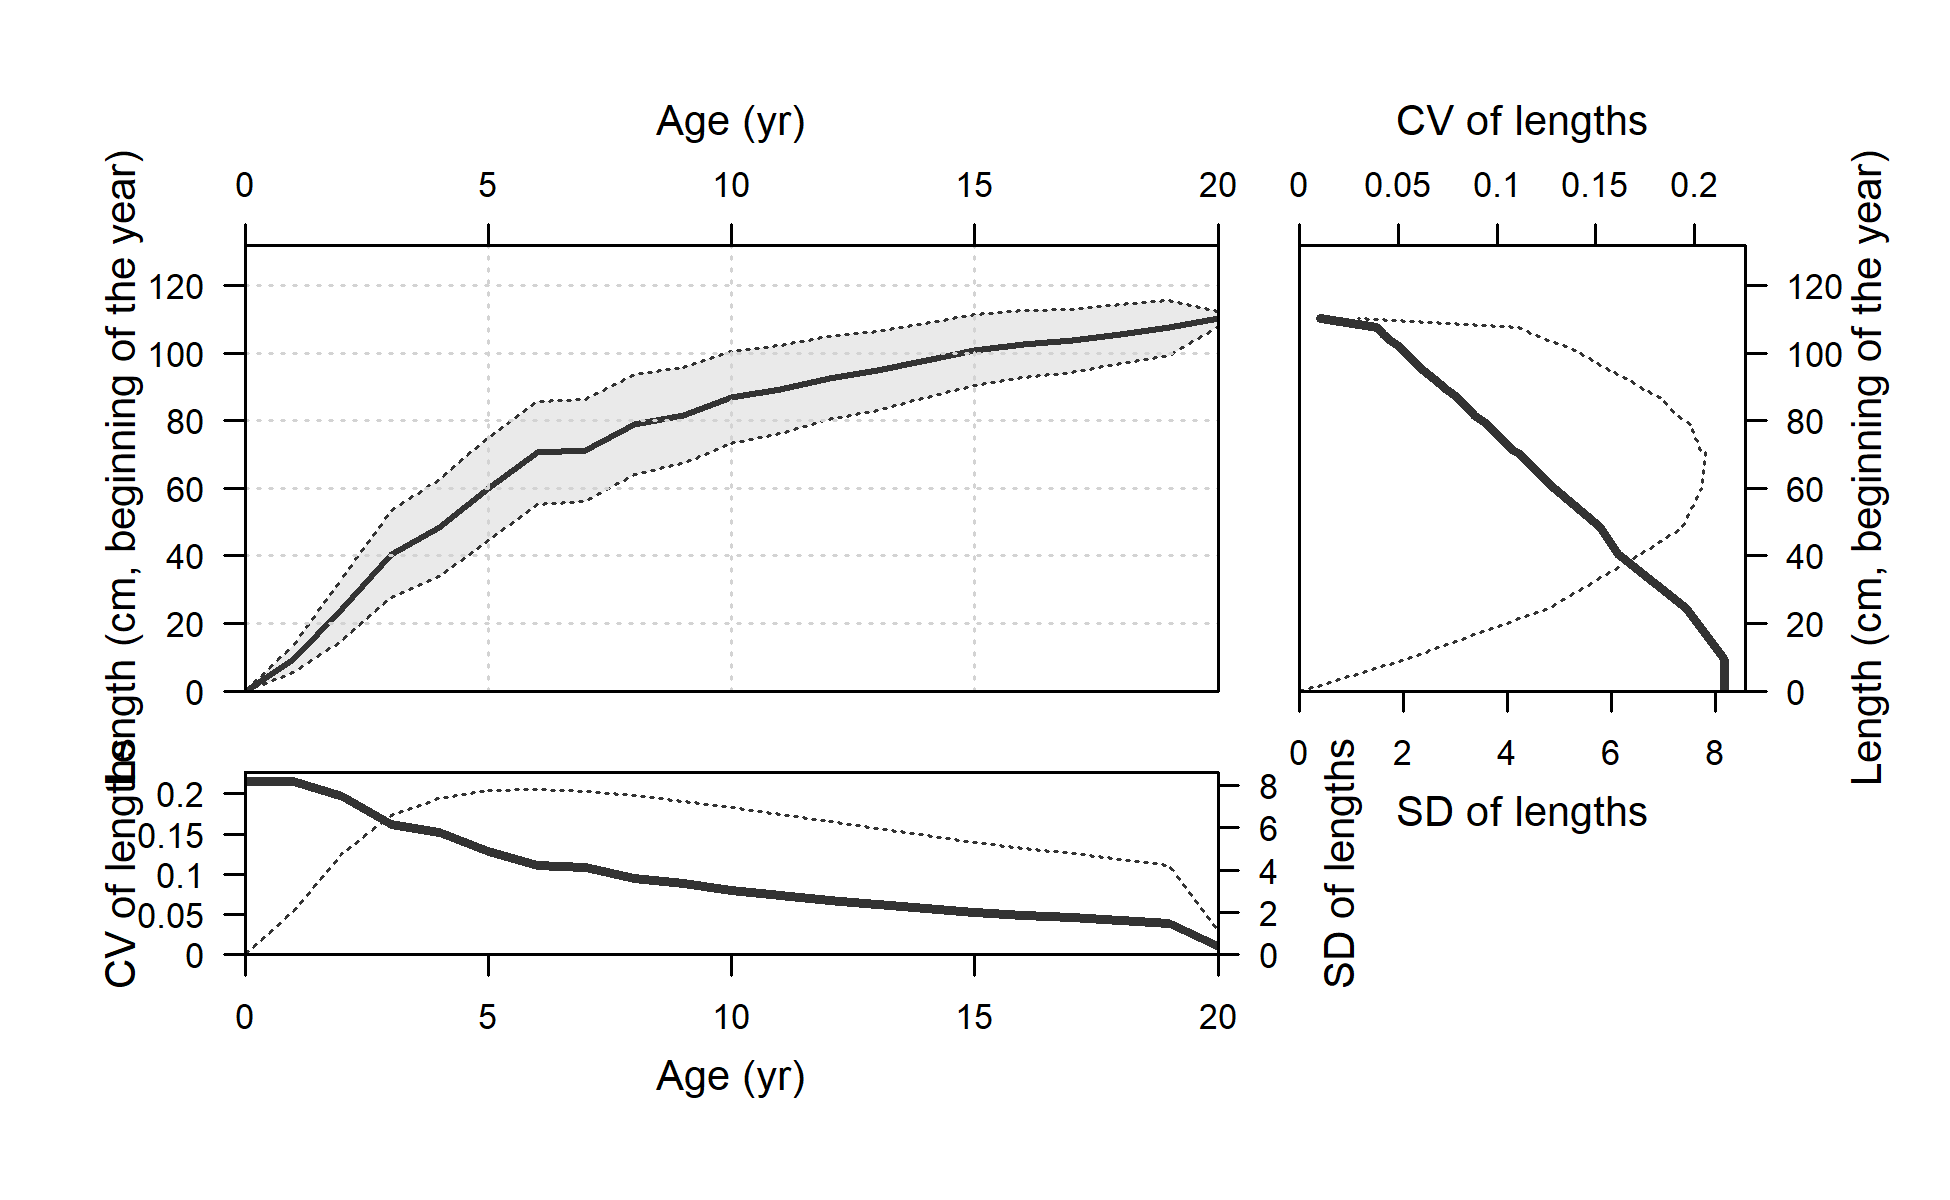 Age (yr)
CV of lengths
0 5 10 15 20
0 0.05 0.1 0.15 0.2
Length (cm, beginning of the year)
120
100
80
60
40
20
0
120
100
80
60
40
20
0
Length (cm, beginning of the year)
0 2 4 6 8
SD of lengths
CV of lengths
0.2
0.15
0.1
0.05
0
8
6
4
2
0
SD of lengths
0 5 10 15 20
Age (yr)